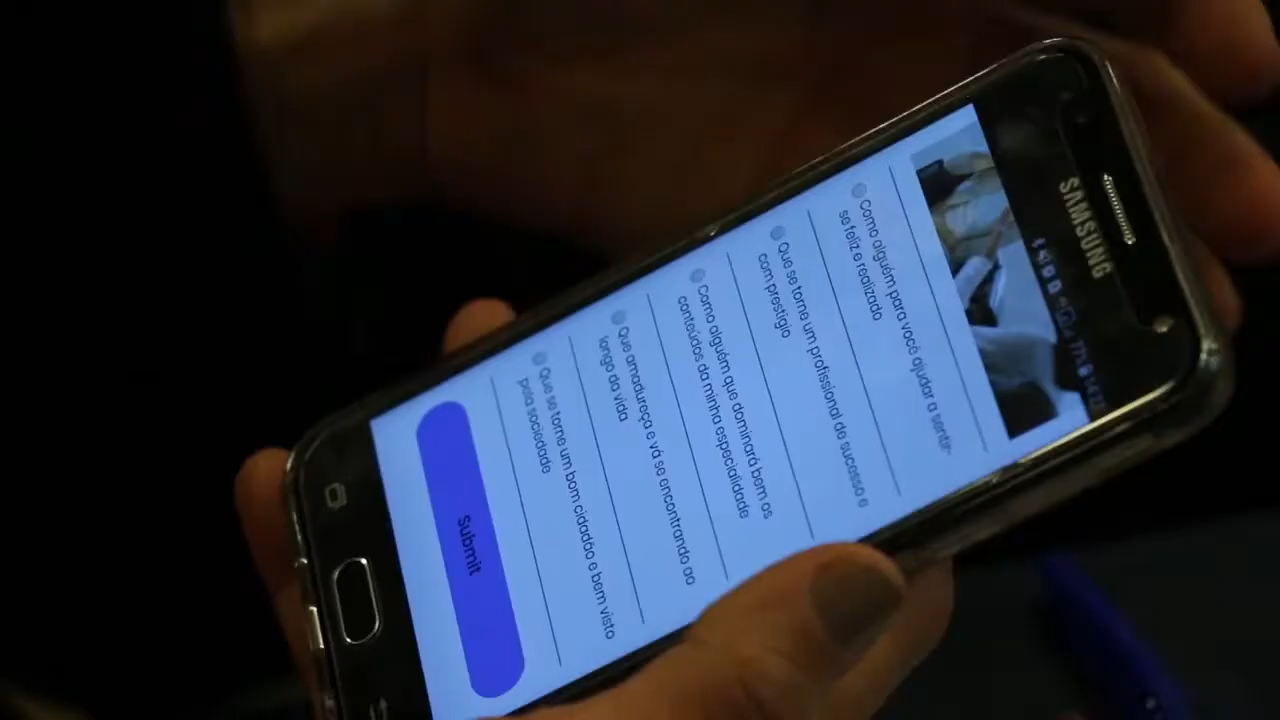 SAMSUNG
Como alguém para você ajudar a sentir-
se feliz e realizado
Que se torne um profissional de sucesso e
com prestígio
Como alguém que dominará bem os
conteúdos da minha especialidade
Que amadureça e vá se encontrando ao
longo da vida
Que se torne um bom cidadão e bem visto
pela sociedade
Submit